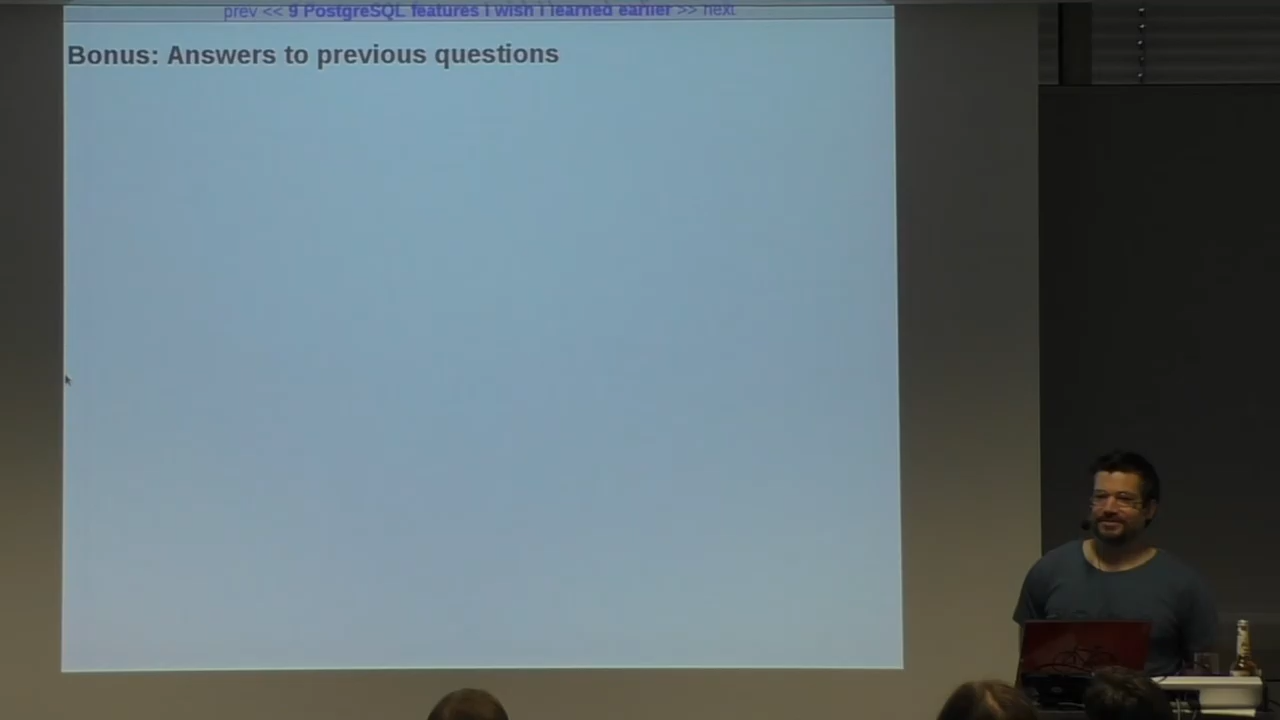 prev << 9 PostgreSQL features I wish I learned earlier >> next
Bonus: Answers to previous questions